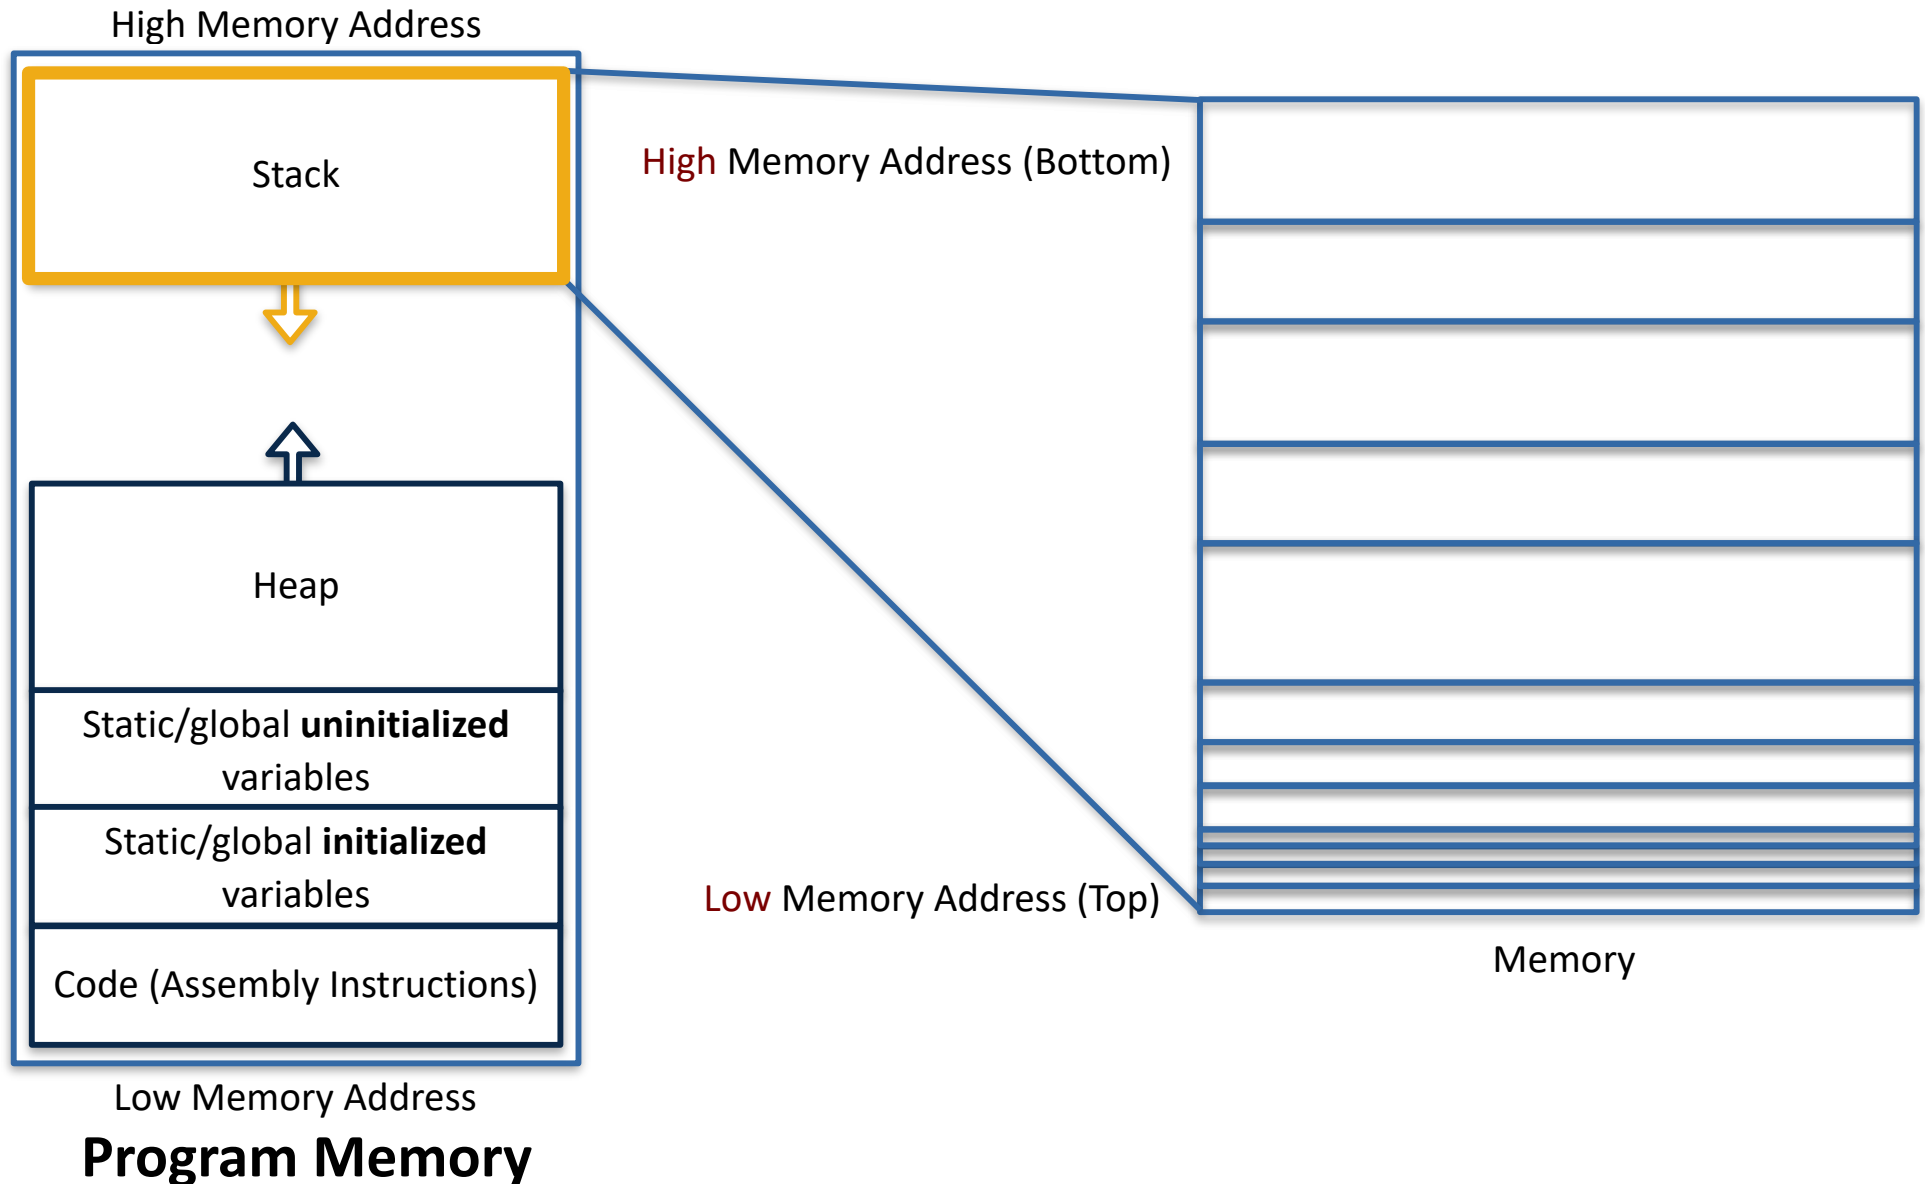 High Memory Address
Stack
High Memory Address (Bottom)
Heap
Static/global uninitialized
variables
Static/global initialized
variables
Low Memory Address (Top)
Memory
Code (Assembly Instructions)
Low Memory Address
Program Memory